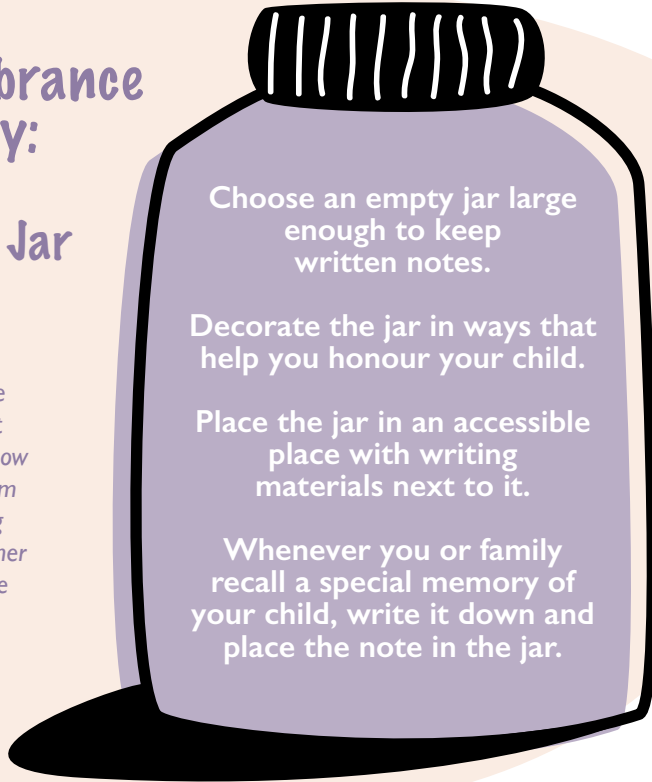 brance
y:
Jar
e
t
ow
m
g
her
e
Choose an empty jar large
enough to keep
written notes.
Decorate the jar in ways that
help you honour your child.
Place the jar in an accessible
place with writing
materials next to it.
Whenever you or family
recall a special memory of
your child, write it down and
place the note in the jar.